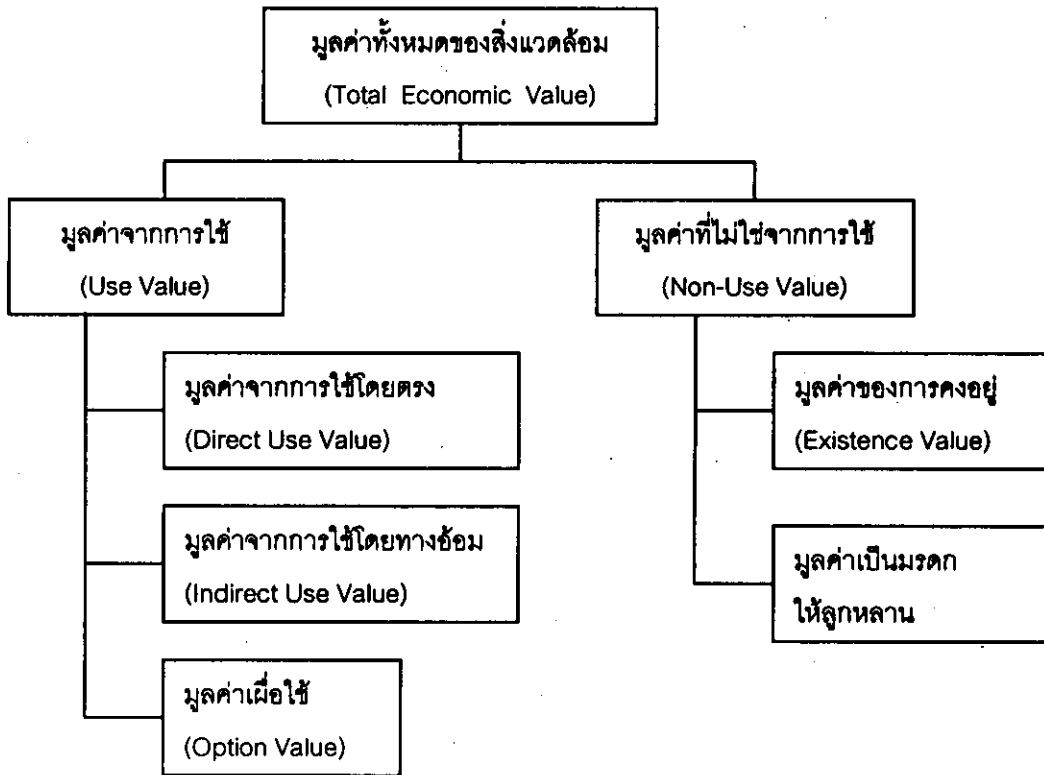 มูลค่าทั้งหมดของสิ่งแวดล้อม
(Total Economic Value)
มูลค่าจากการใช้
(Use Value)
มูลค่าที่ไม่ใช่จากการใช้
(Non-Use Value)
มูลค่าจากการใช้โดยตรง
(Direct Use Value)
มูลค่าของการคงอยู่
(Existence Value)
มูลค่าจากการใช้โดยทางอ้อม
(Indirect Use Value)
มูลค่าเป็นมรดก
ให้ลูกหลาน
มูลค่าเผื่อใช้
(Option Value)